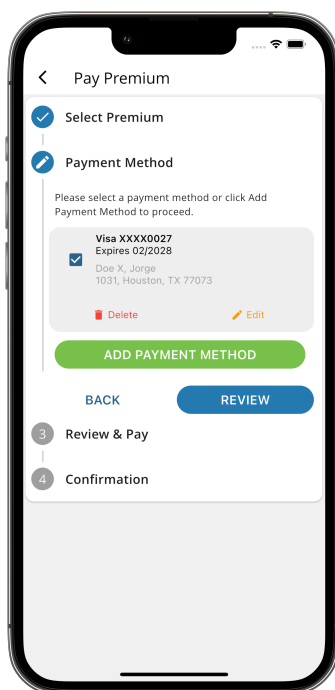 Pay Premium
Select Premium
Payment Method
Please select a payment method or click Add
Payment Method to proceed.
Visa XXXX0027
Expires 02/2028
Doe X, Jorge
1031, Houston, TX 77073
Delete
Edit
ADD PAYMENT METHOD
BACK
REVIEW
3
Review & Pay
4
Confirmation